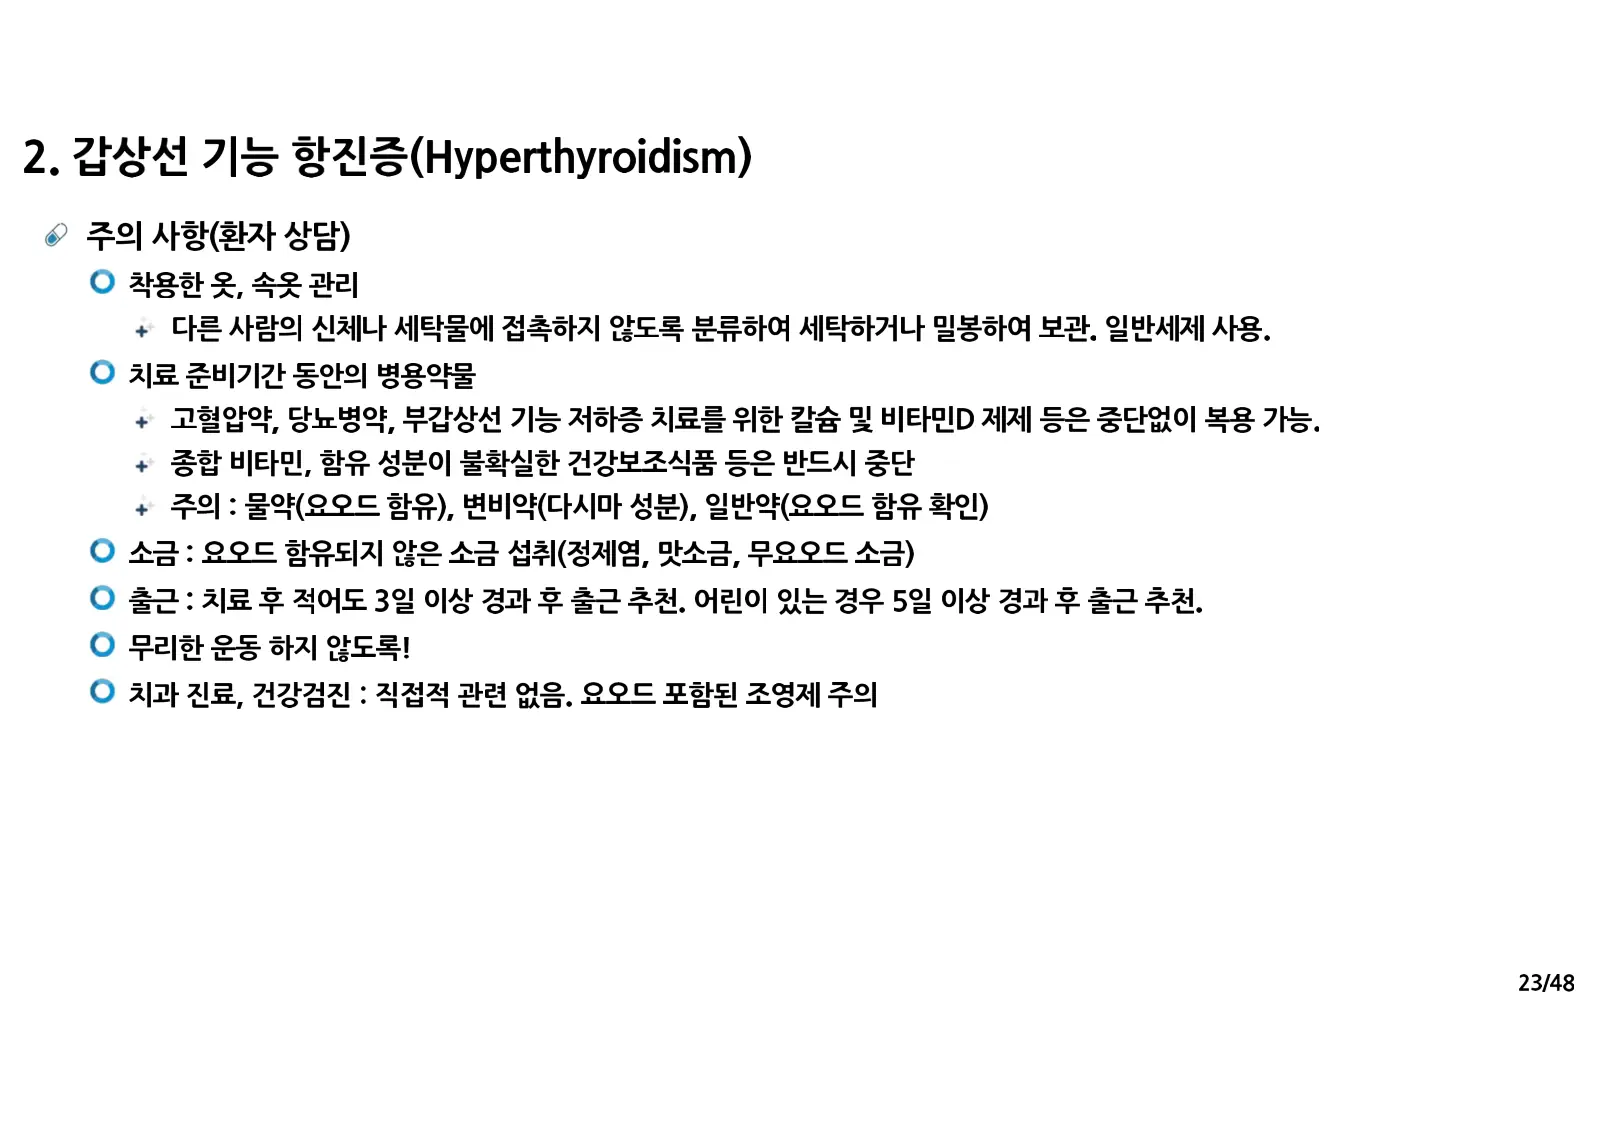 2. 갑상선 기능 항진증(Hyperthyroidism)
주의 사항(환자 상담)
착용한 옷, 속옷 관리
다른 사람의 신체나 세탁물에 접촉하지 않도록 분류하여 세탁하거나 밀봉하여 보관. 일반세제 사용.
치료 준비기간 동안의 병용약물
고혈압약, 당뇨병약, 부갑상선 기능 저하증 치료를 위한 칼슘 및 비타민D 제제 등은 중단없이 복용 가능.
종합 비타민, 함유 성분이 불확실한 건강보조식품 등은 반드시 중단
주의 : 물약(요오드 함유), 변비약(다시마 성분), 일반약(요오드 함유 확인)
소금 : 요오드 함유되지 않은 소금 섭취(정제염, 맛소금, 무요오드 소금)
출근 : 치료 후 적어도 3일 이상 경과 후 출근 추천. 어린이 있는 경우 5일 이상 경과 후 출근 추천.
무리한 운동 하지 않도록!
치과 진료, 건강검진 : 직접적 관련 없음. 요오드 포함된 조영제 주의
23/48